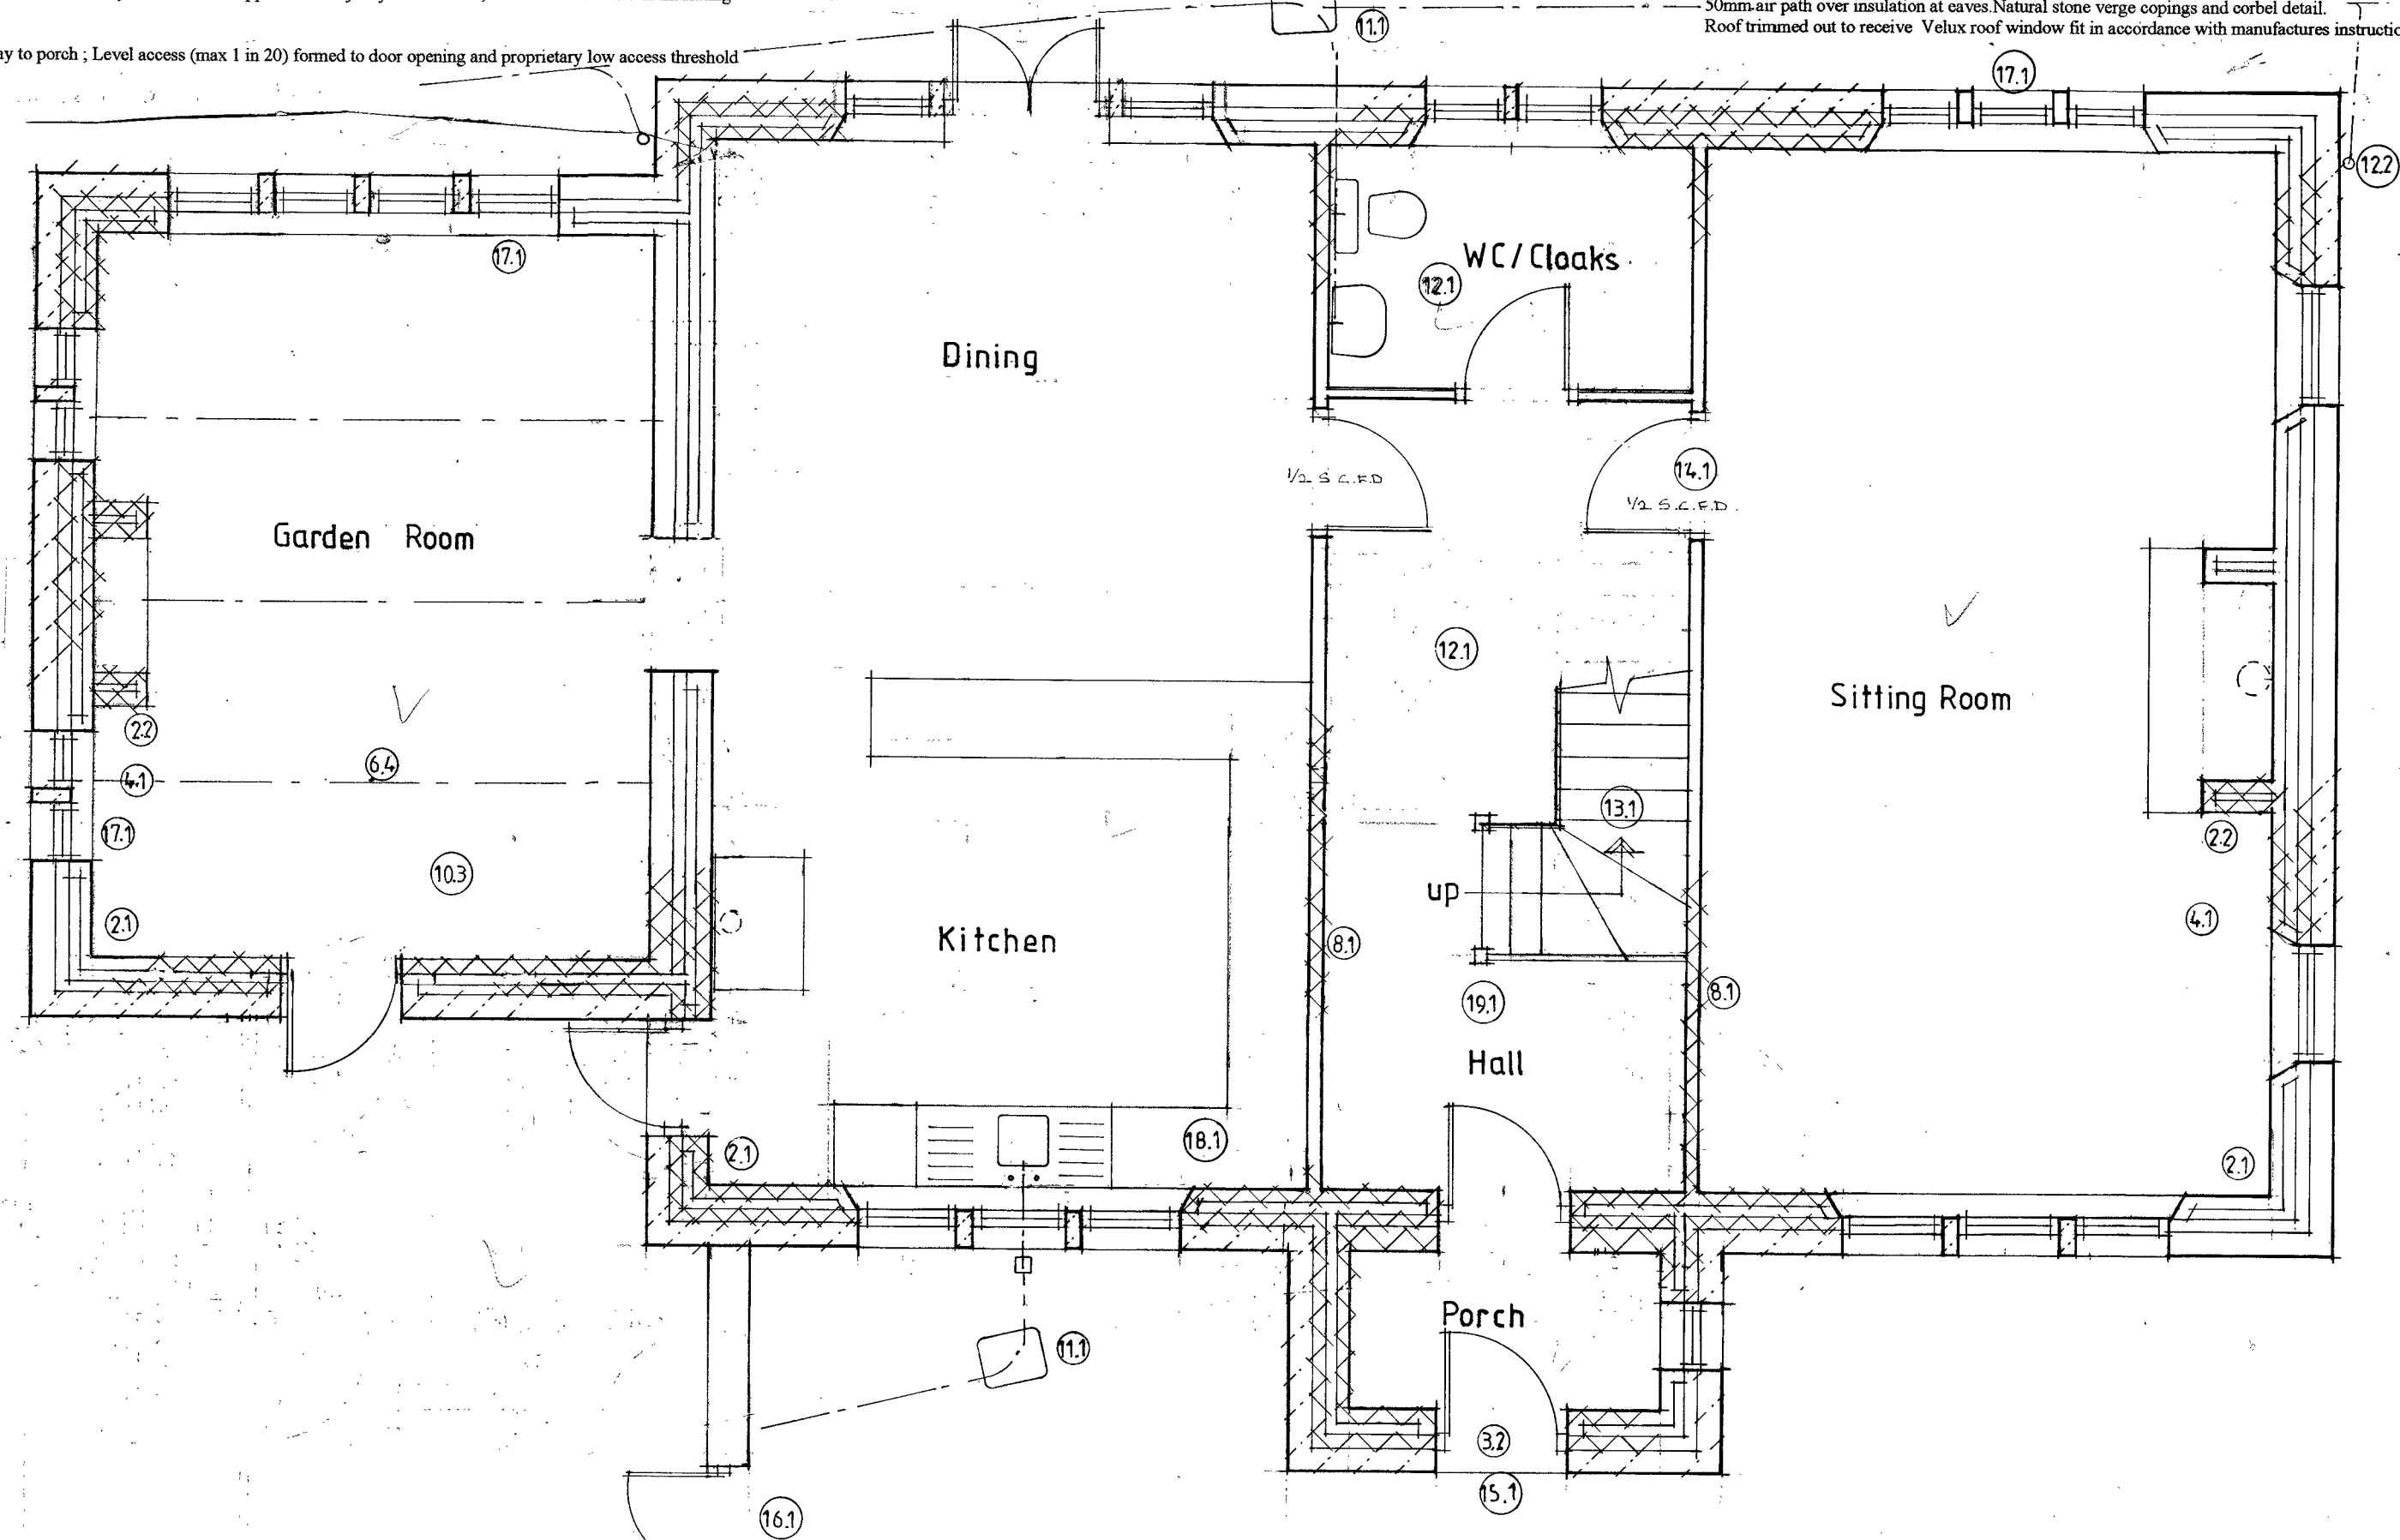 50mm air path over insulation at eaves.Natural stone verge copings and corbel detail.
Roof trimmed out to receive Velux roof window fit in accordance with manufactures instructio
ay to porch ; Level access (max 1 in 20) formed to door opening and proprietary low access threshold
11.1
17.1
12.2
17.1
WC/Cloaks
12.1
Dining
1/2 S.C.F.D
14.1
1/2 S.C.F.D.
Garden Room
12.1
Sitting Room
2.2
6.4
4.1
13.1
17.1
2.2
10.3
up
2.1
4.1
Kitchen
8.1
8.1
19.1
Hall
18.1
2.1
2.1
Porch
11.1
3.2
15.1
16.1